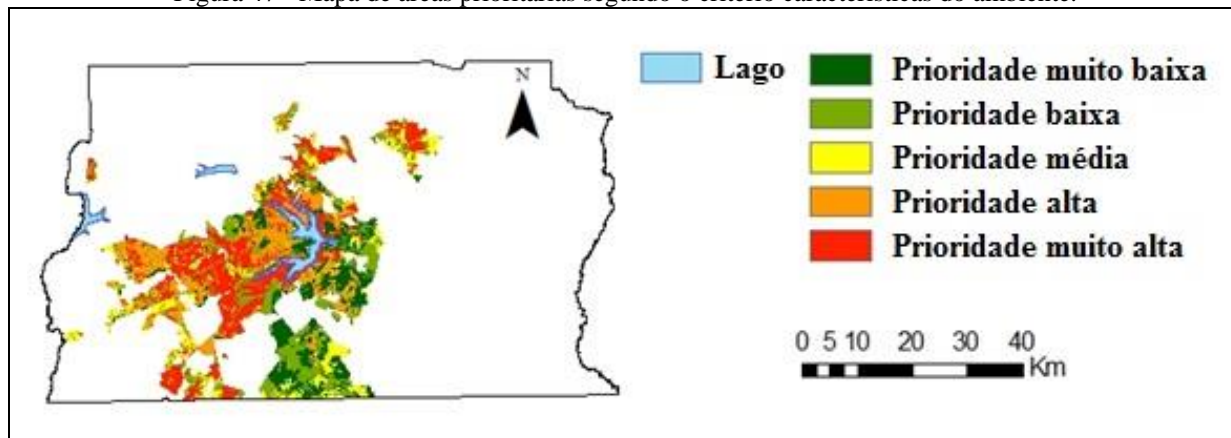 N
Lago
Prioridade muito baixa
Prioridade baixa
Prioridade média
Prioridade alta
Prioridade muito alta
0 5 10 20 30 40
Km